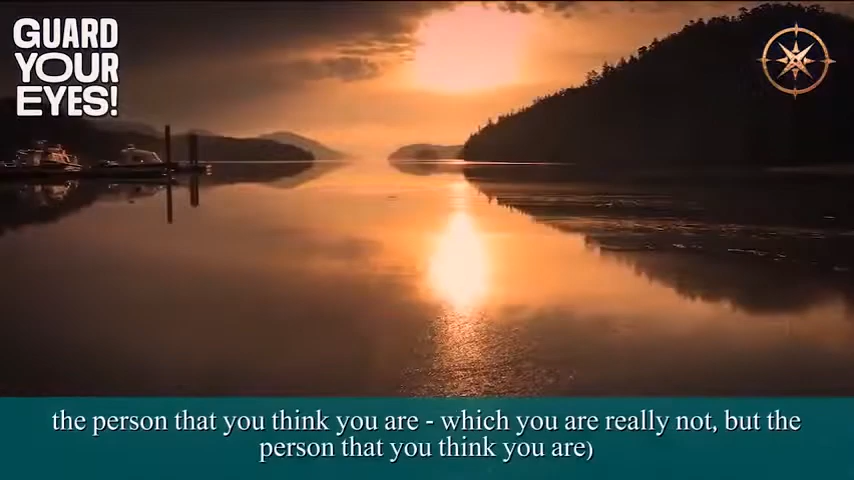 GUARD
YOUR
EYES!
the person that you think you are - which you are really not, but the
person that you think you are)